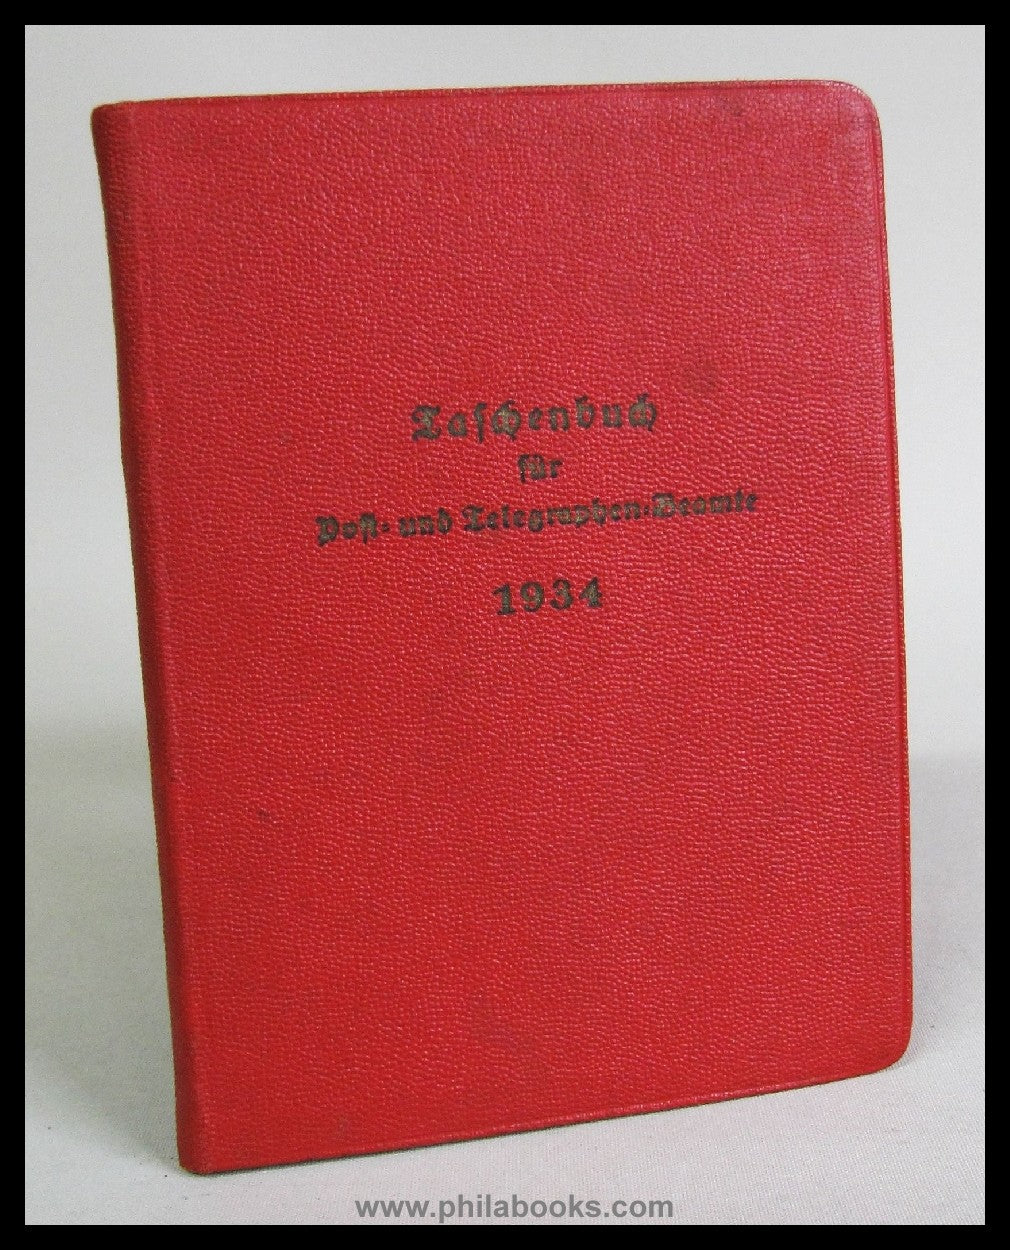 Taschenbuch
für
Post- und Telegraphen-Beamte
1934
www.philabooks.com